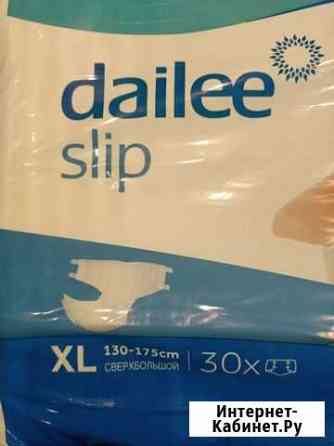 dailee
slip
XL 130-175cm СВЕРХБОЛЬШОЙ 30x
Интернет-
Кабинет.Ру